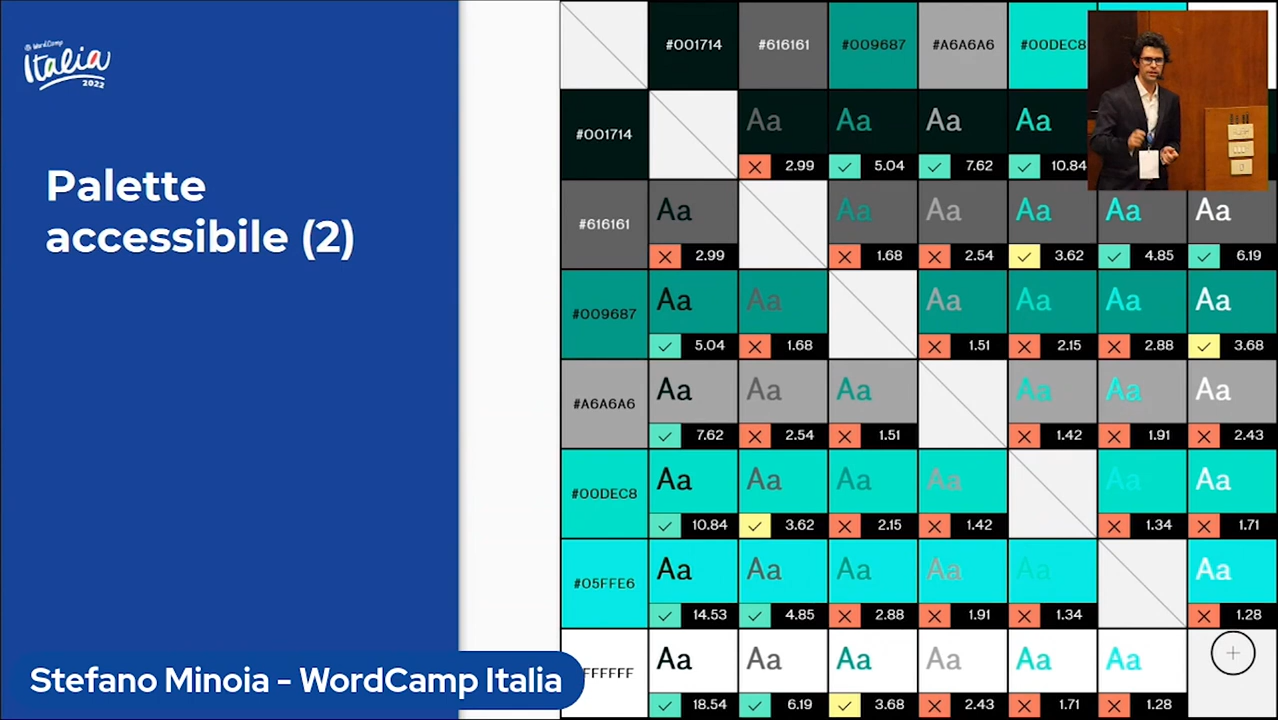 WordCamp
Italia
2022
Palette
accessibile (2)
#001714 #616161 #009687 #A6A6A6 #00DEC8
#001714 Aa Aa Aa Aa
2.99 5.04 7.62 10.84
#616161 Aa Aa Aa Aa Aa Aa
2.99 1.68 2.54 3.62 4.85 6.19
#009687 Aa Aa Aa Aa Aa Aa
5.04 1.68 1.51 2.15 2.88 3.68
#A6A6A6 Aa Aa Aa Aa Aa Aa
7.62 2.54 1.51 1.42 1.91 2.43
#00DEC8 Aa Aa Aa Aa Aa Aa
10.84 3.62 2.15 1.42 1.34 1.71
#05FFE6 Aa Aa Aa Aa Aa Aa
14.53 4.85 2.88 1.91 1.34 1.28
FFFFFF Aa Aa Aa Aa Aa Aa
18.54 6.19 3.68 2.43 1.71 1.28
Stefano Minoia - WordCamp Italia